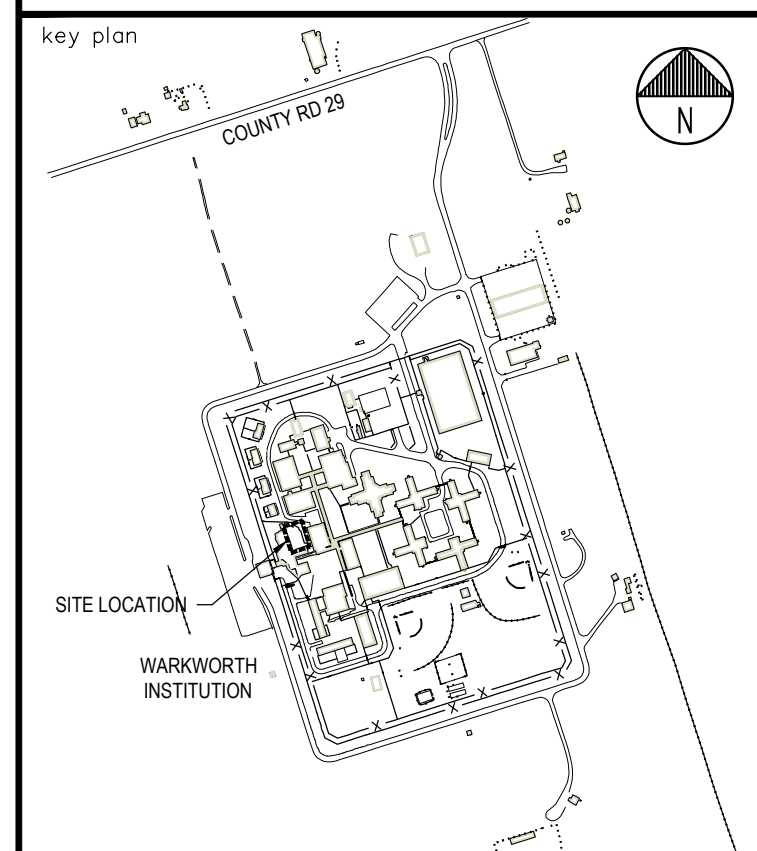 key plan
COUNTY RD 29
N
SITE LOCATION
WARKWORTH
INSTITUTION